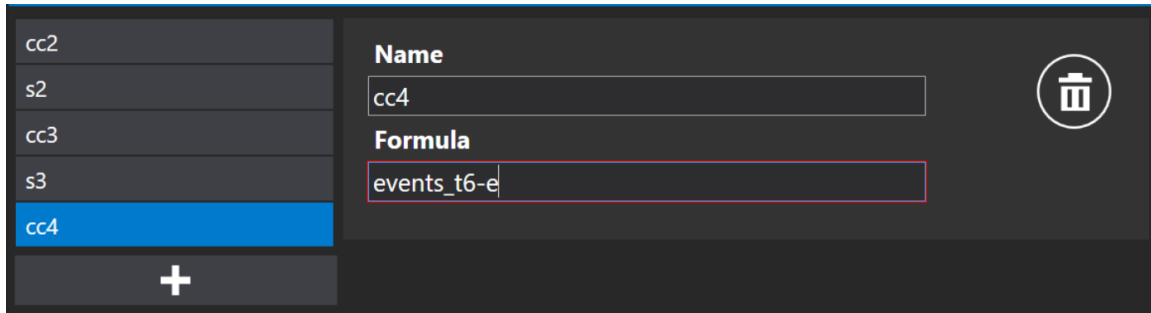 cc2
s2
cc3
s3
cc4
Name
cc4
Formula
events_t6-e